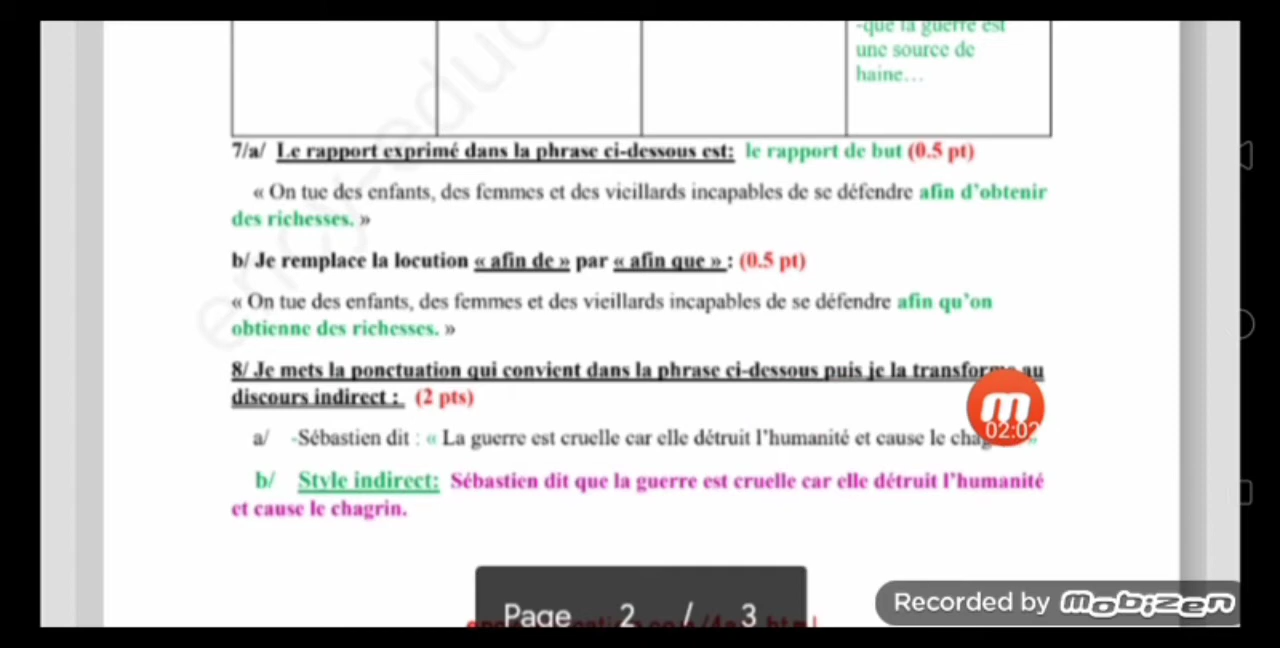 -que la guerre est
une source de
haine…
7/a/ Le rapport exprimé dans la phrase ci-dessous est: le rapport de but (0.5 pt)
« On tue des enfants, des femmes et des vieillards incapables de se défendre afin d'obtenir
des richesses. »
b/ Je remplace la locution « afin de » par « afin que » : (0.5 pt)
« On tue des enfants, des femmes et des vieillards incapables de se défendre afin qu'on
obtienne des richesses. »
8/ Je mets la ponctuation qui convient dans la phrase ci-dessous puis je la transforme au
discours indirect : (2 pts)
a/ -Sébastien dit : « La guerre est cruelle car elle détruit l'humanité et cause le cha
02:02
b/ Style indirect: Sébastien dit que la guerre est cruelle car elle détruit l'humanité
et cause le chagrin.
Page 2 / 3
Recorded by Mobizen